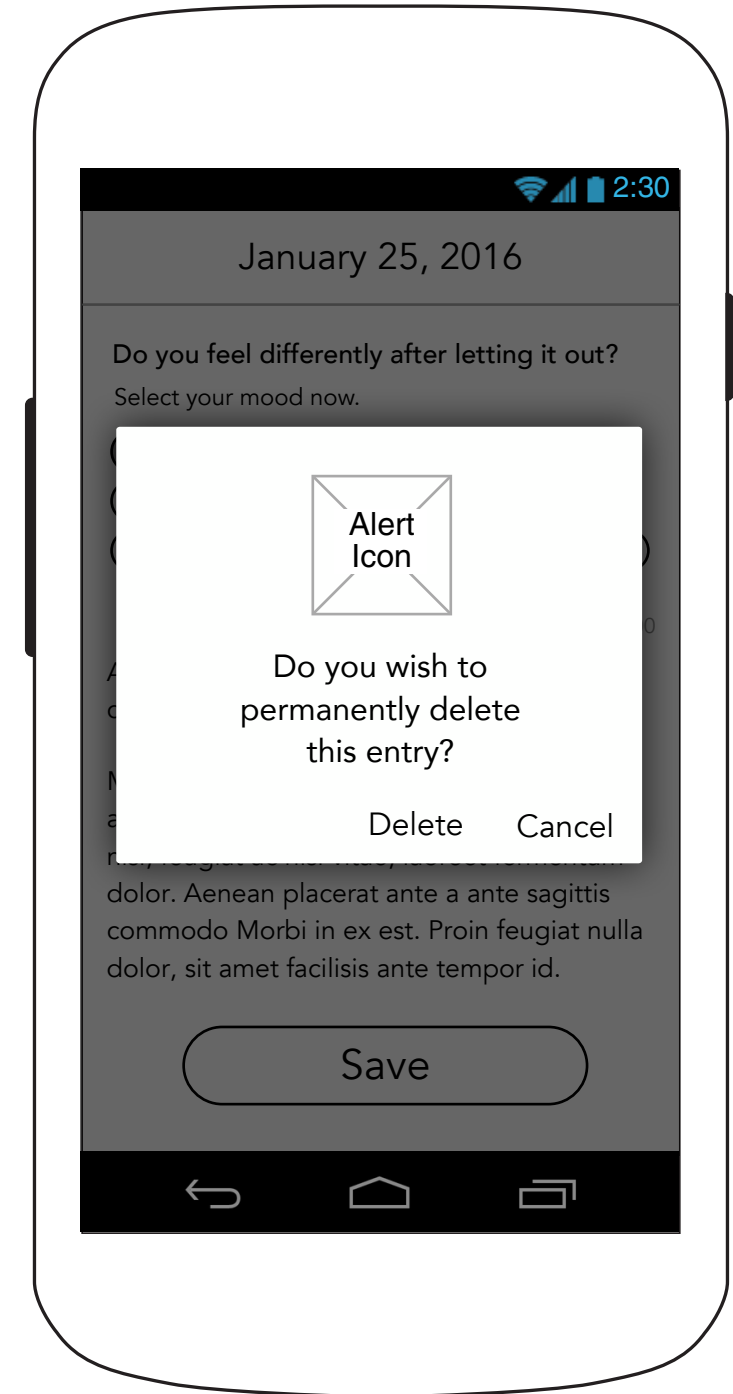 2:30
January 25, 2016
Do you feel differently after letting it out?
Select your mood now.
Alert
Icon
Do you wish to
permanently delete
this entry?
Delete Cancel
dolor. Aenean placerat ante a ante sagittis
commodo Morbi in ex est. Proin feugiat nulla
dolor, sit amet facilisis ante tempor id.
Save